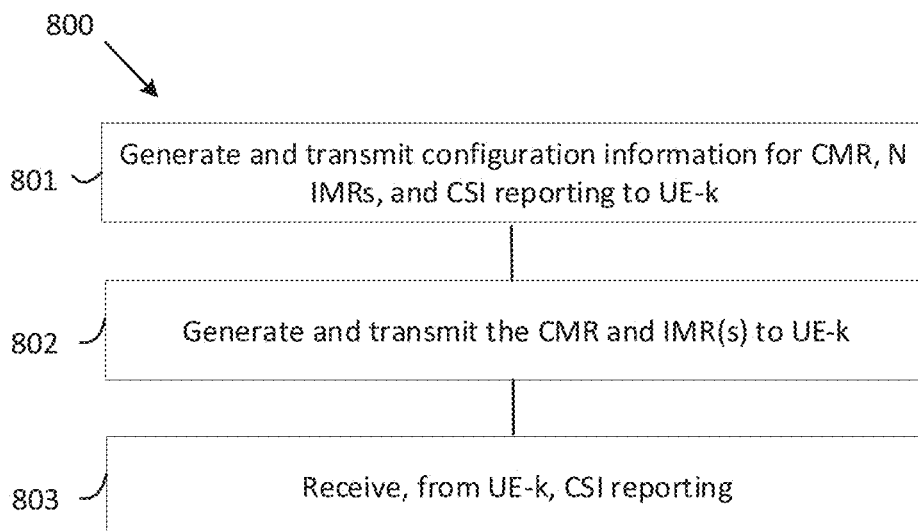 800
801
Generate and transmit configuration information for CMR, N
IMRs, and CSI reporting to UE-k
802
Generate and transmit the CMR and IMR(s) to UE-k
803
Receive, from UE-k, CSI reporting